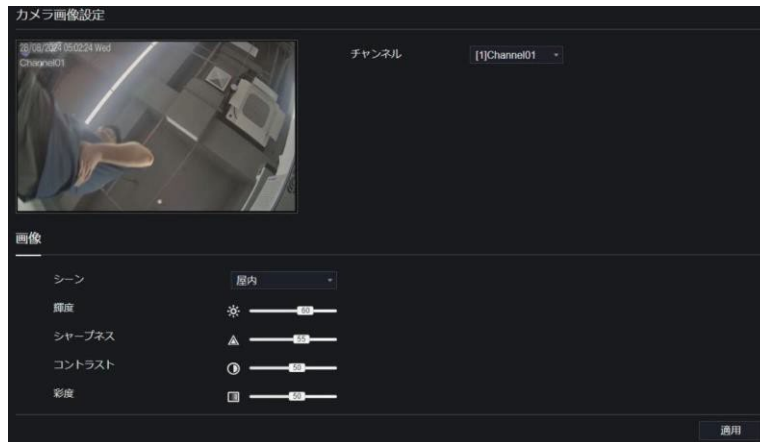 カメラ画像設定
28/08/2024 05:02:24 Wed
Channel01
チャンネル [1]Channel01
画像
シーン 屋内
輝度 60
シャープネス 55
コントラスト 50
彩度 50
適用